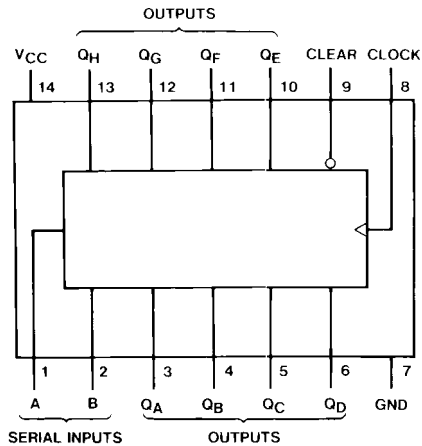 OUTPUTS
VCC QH QG QF QE CLEAR CLOCK
14 13 12 11 10 9 8
1 2 3 4 5 6 7
A B QA QB QC QD GND
SERIAL INPUTS OUTPUTS